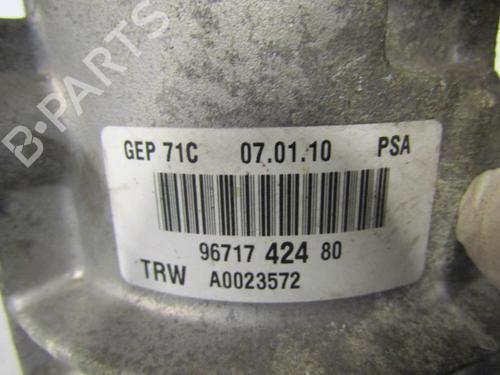 B-PARTS
GEP 71C 07.01.10 PSA
96717 424 80
TRW A0023572